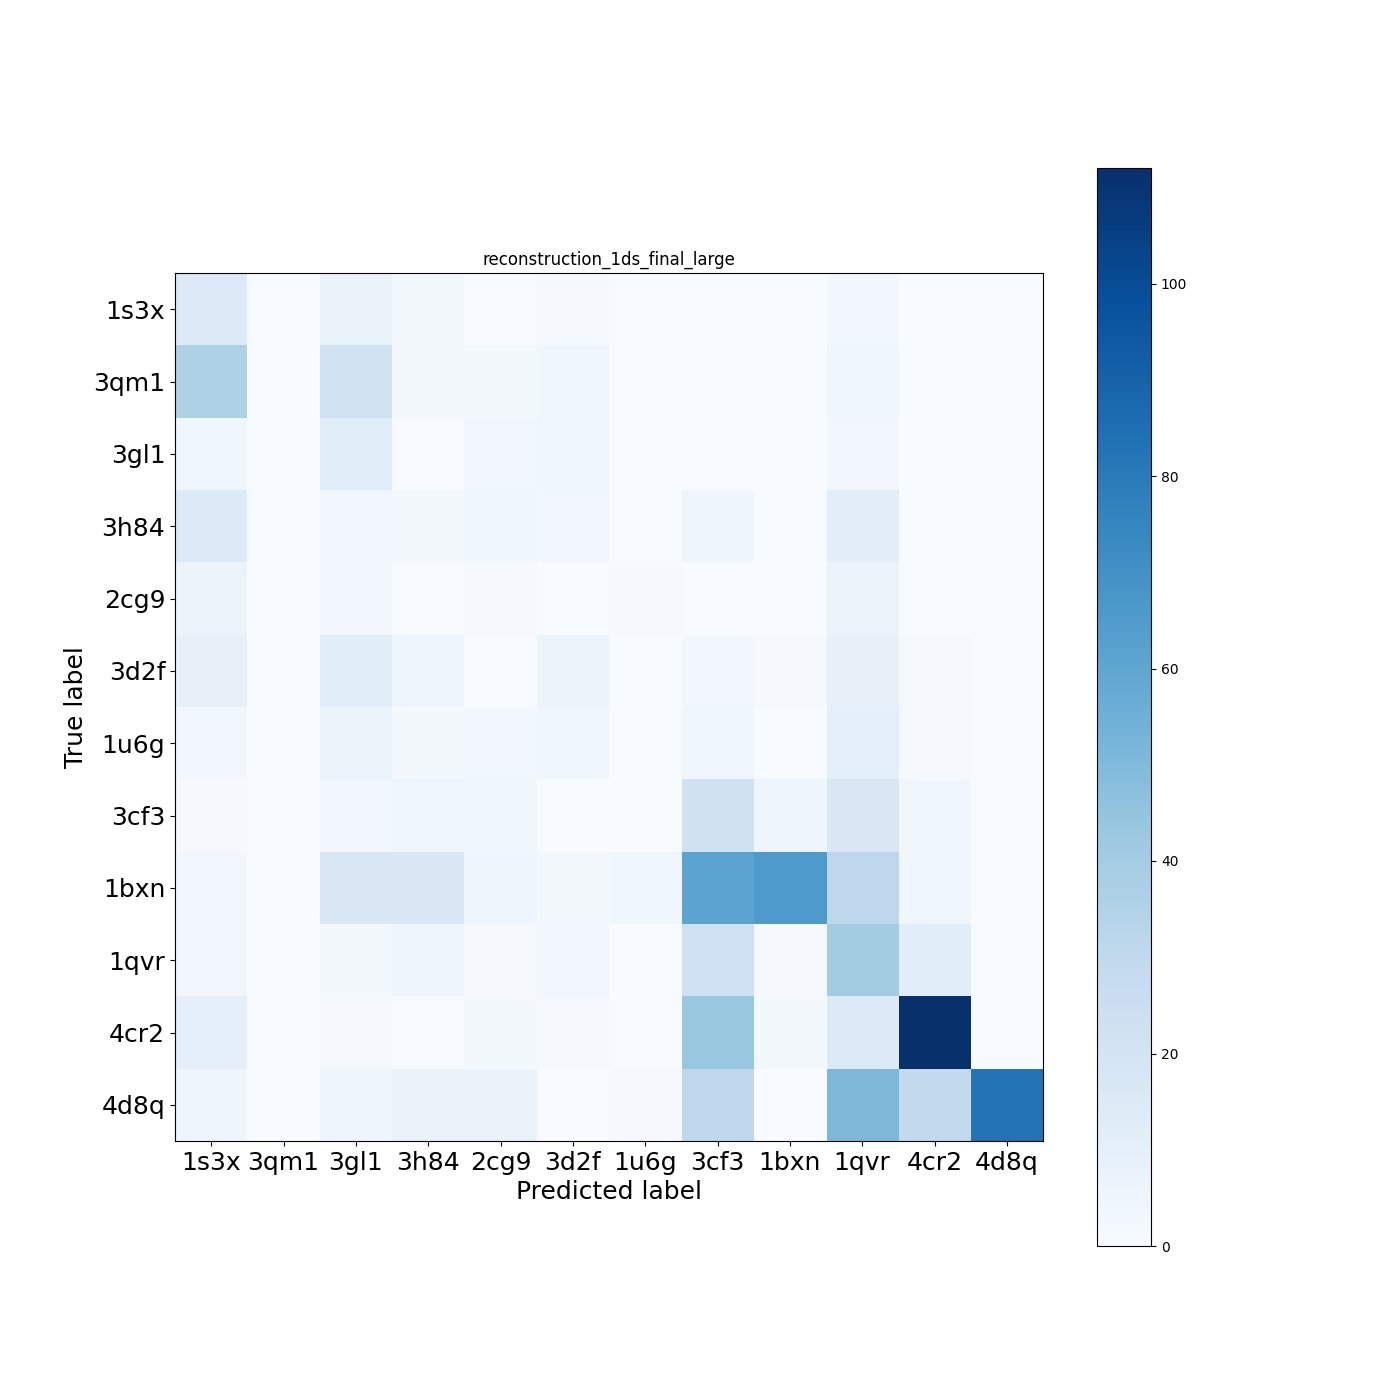 reconstruction_1ds_final_large
True label
1s3x
3qm1
3gl1
3h84
2cg9
3d2f
1u6g
3cf3
1bxn
1qvr
4cr2
4d8q
1s3x 3qm1 3gl1 3h84 2cg9 3d2f 1u6g 3cf3 1bxn 1qvr 4cr2 4d8q
Predicted label
100
80
60
40
20
0